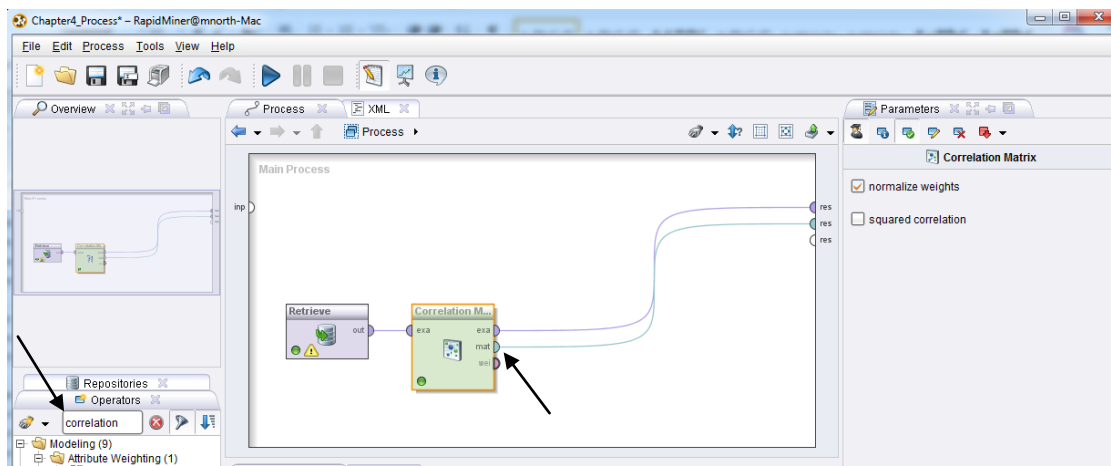 Chapter4_Process* – RapidMiner@mnorth-Mac
File Edit Process Tools View Help
Overview
Process
XML
Parameters
Process
Correlation Matrix
Main Process
normalize weights
inp
res
squared correlation
res
res
Retrieve
Correlation M...
out
exa
exa
mat
wei
Repositories
Operators
correlation
Modeling (9)
Attribute Weighting (1)